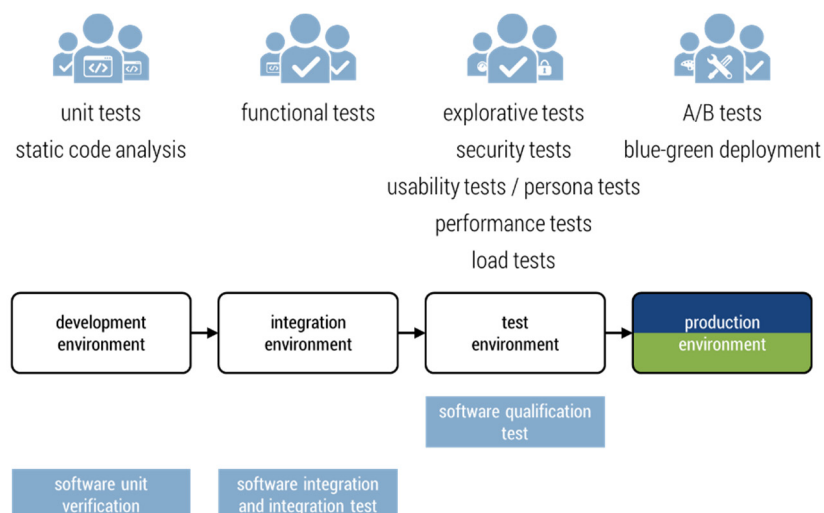 unit tests
static code analysis
functional tests
explorative tests
security tests
usability tests / persona tests
performance tests
load tests
A/B tests
blue-green deployment
development
environment
integration
environment
test
environment
production
environment
software qualification
test
software unit
verification
software integration
and integration test